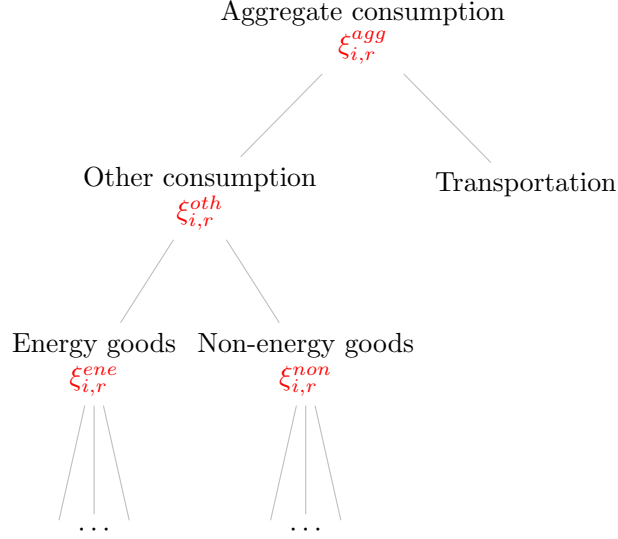 Aggregate consumption
ξ_{i,r}^{agg}
Other consumption
Transportation
ξ_{i,r}^{oth}
Energy goods
Non-energy goods
ξ_{i,r}^{ene}
ξ_{i,r}^{non}
...
...